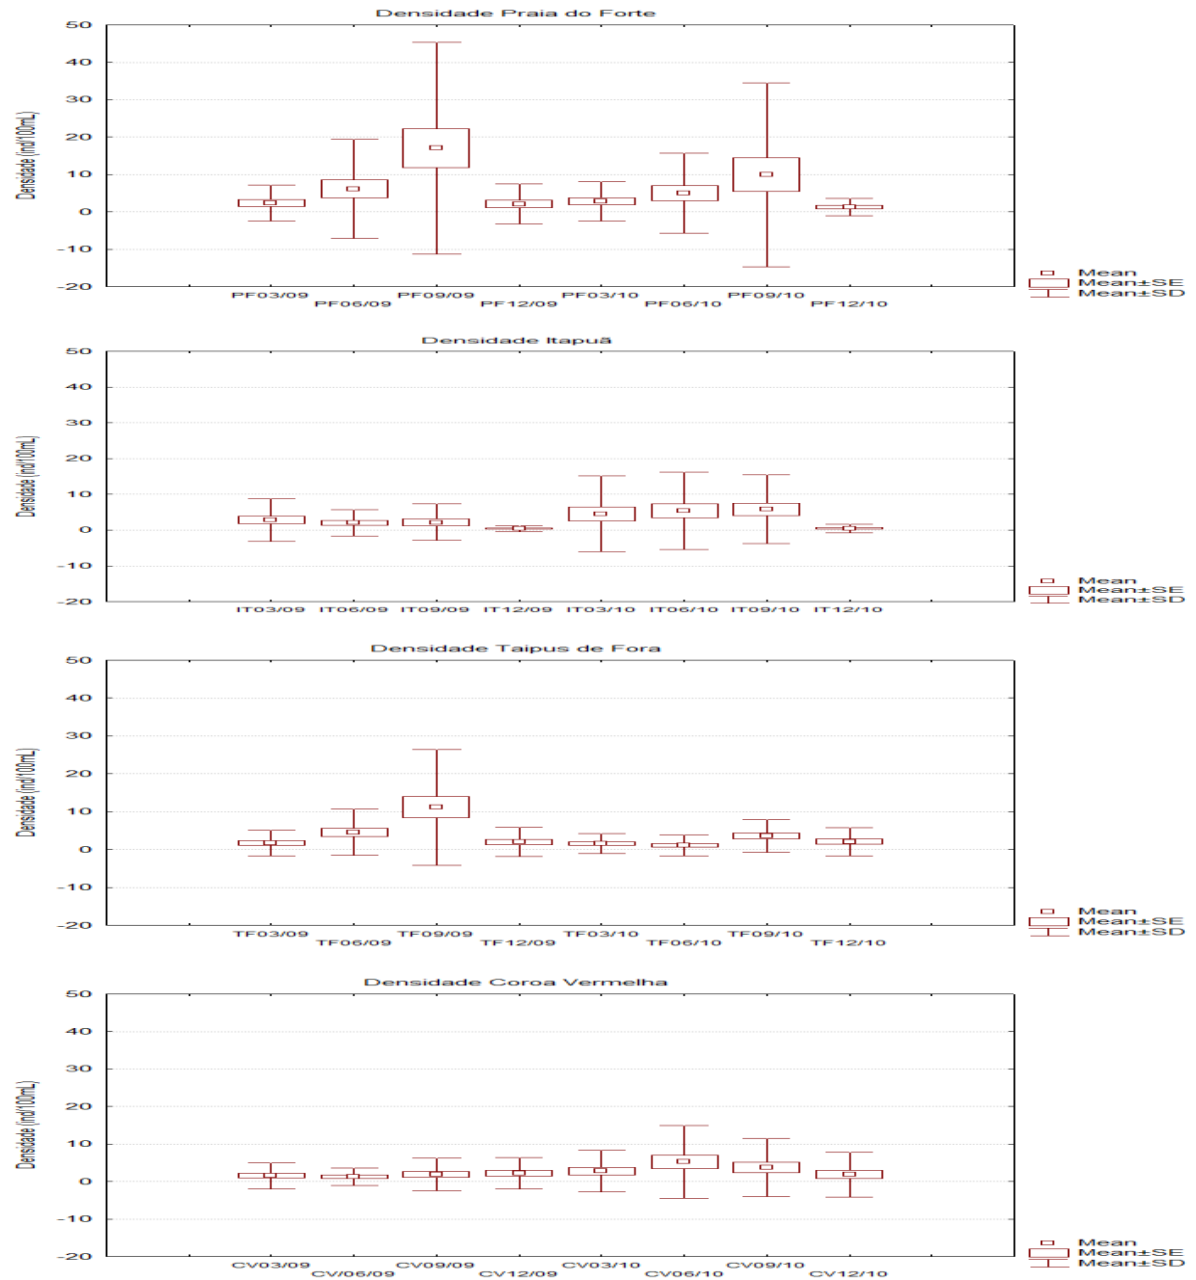 Densidade Praia do Forte
50
40
30
20
10
0
-10
-20
Densidade (ind/100mL)
PF03/09 PF06/09 PF09/09 PF12/09 PF03/10 PF06/10 PF09/10 PF12/10
Mean
Mean±SE
Mean±SD
Densidade Itapuã
50
40
30
20
10
0
-10
-20
Densidade (ind/100mL)
IT03/09 IT06/09 IT09/09 IT12/09 IT03/10 IT06/10 IT09/10 IT12/10
Mean
Mean±SE
Mean±SD
Densidade Taipus de Fora
50
40
30
20
10
0
-10
-20
Densidade (ind/100mL)
TF03/09 TF06/09 TF09/09 TF12/09 TF03/10 TF06/10 TF09/10 TF12/10
Mean
Mean±SE
Mean±SD
Densidade Coroa Vermelha
50
40
30
20
10
0
-10
-20
Densidade (ind/100mL)
CV03/09 CV/06/09 CV09/09 CV12/09 CV03/10 CV06/10 CV09/10 CV12/10
Mean
Mean±SE
Mean±SD